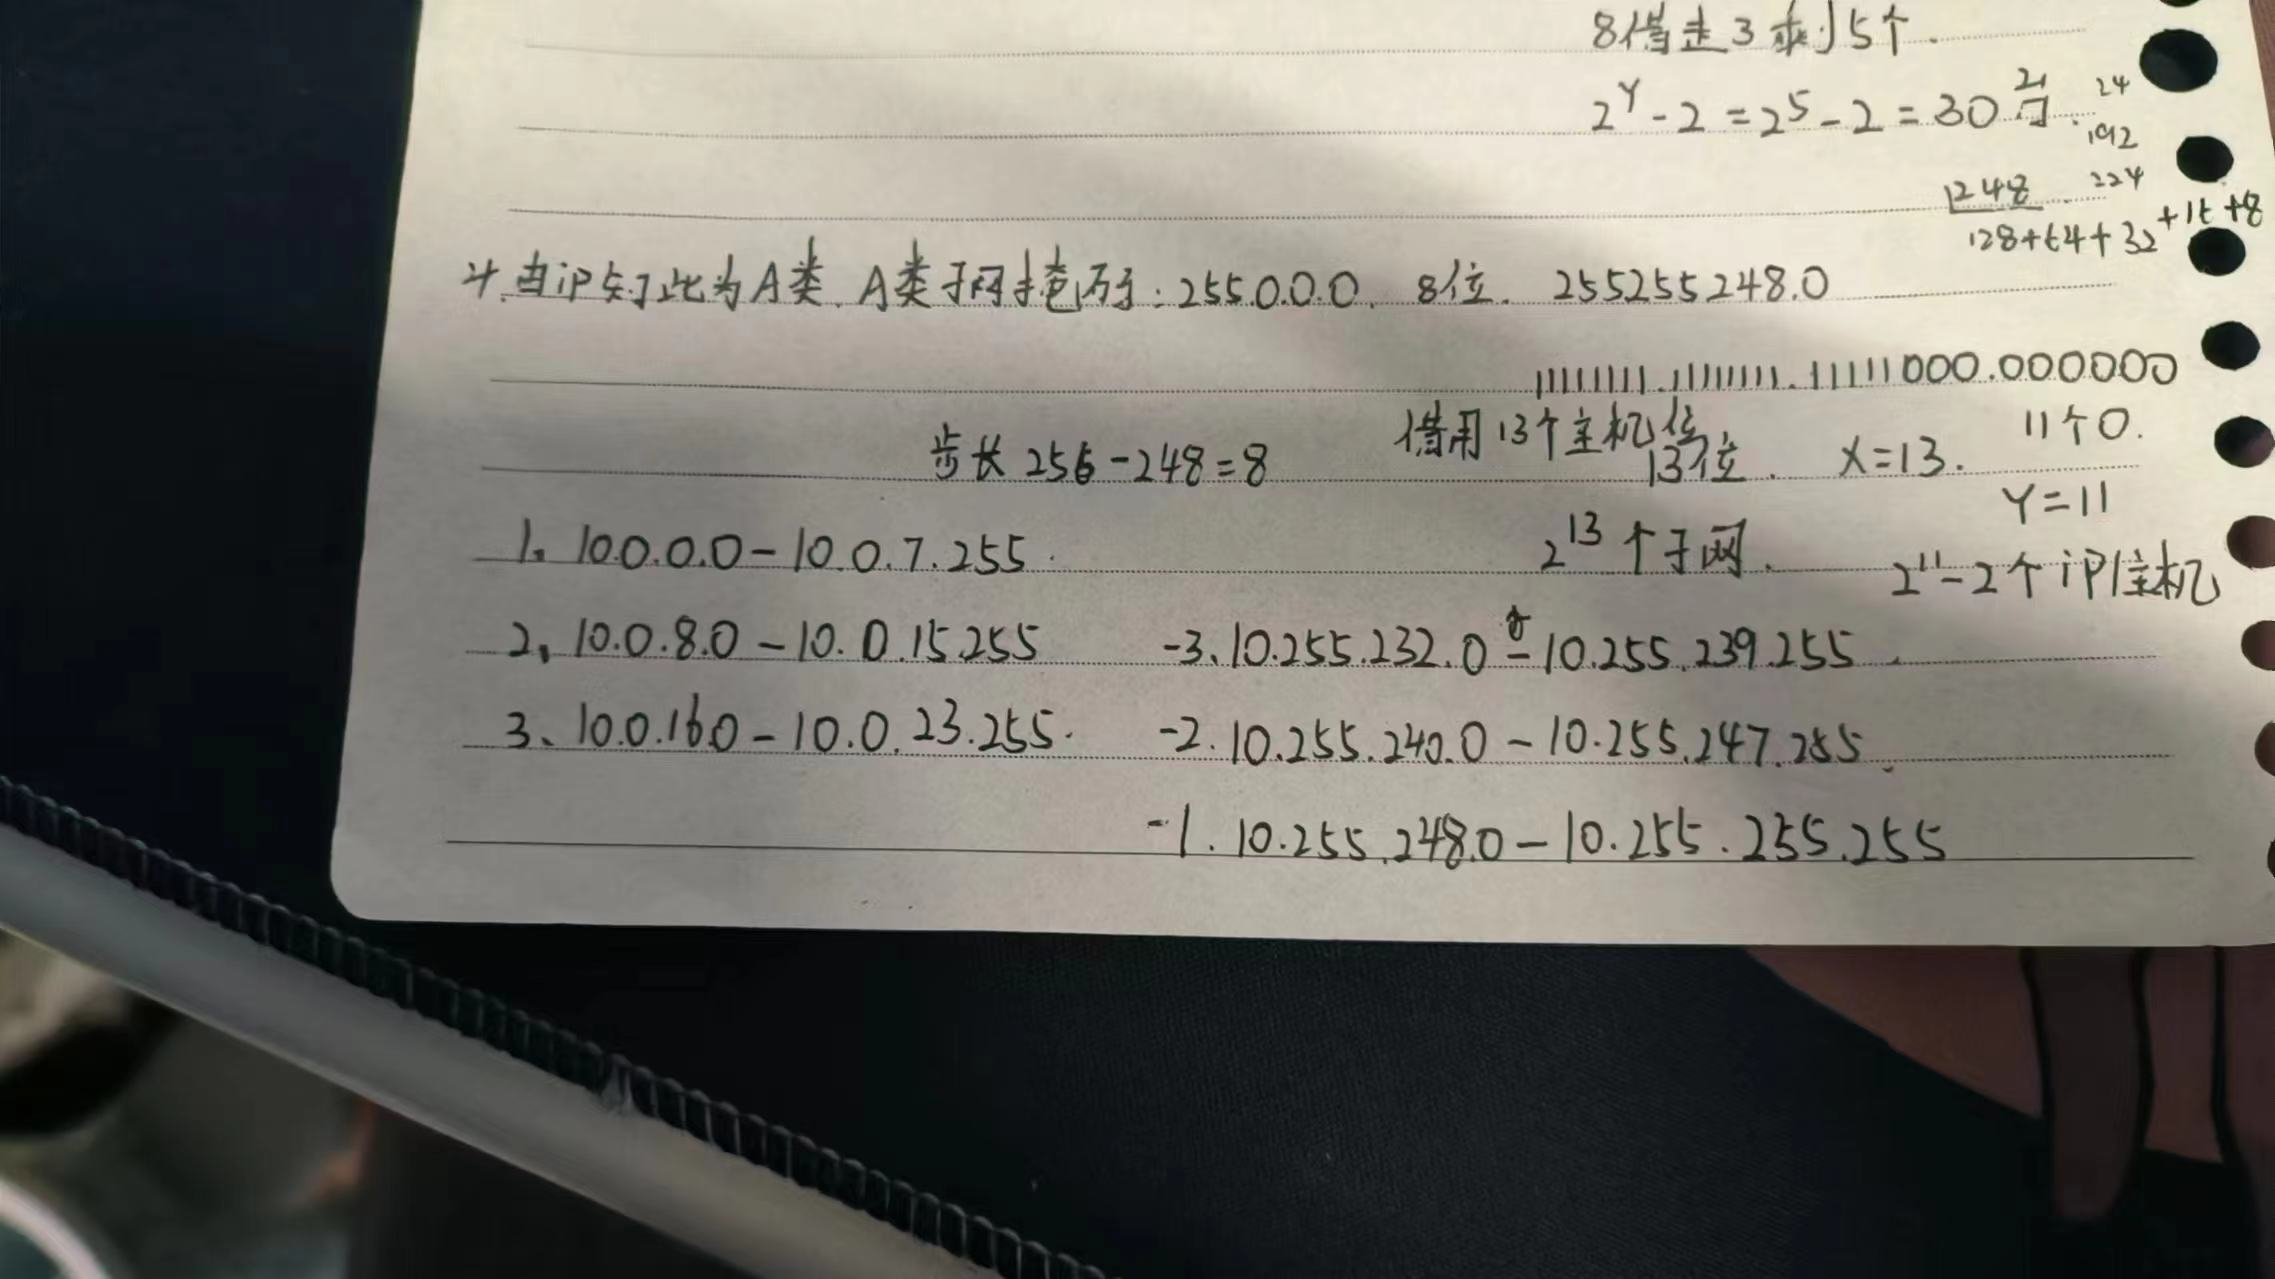 8借走3剩5个.
2^Y-2=2^5-2=30
24
192
248 224
128+64+32+16+8
4.由iP知此为A类.A类子网掩码:255.0.0.0. 8位. 255255248.0
11111111.11111111.11111000.0000000
步长 256-248=8
借用13个主机位 11个0.
13位. X=13.
Y=11
1、10.0.0.0-10.0.7.255.
2^13个子网. 2^11-2个iP/主机
2、10.0.8.0-10.0.15.255 -3、10.255.232.0-10.255.239.255.
3、10.0.16.0-10.0.23.255. -2.10.255.240.0-10.255.247.255.
-1.10.255.248.0-10.255.255.255